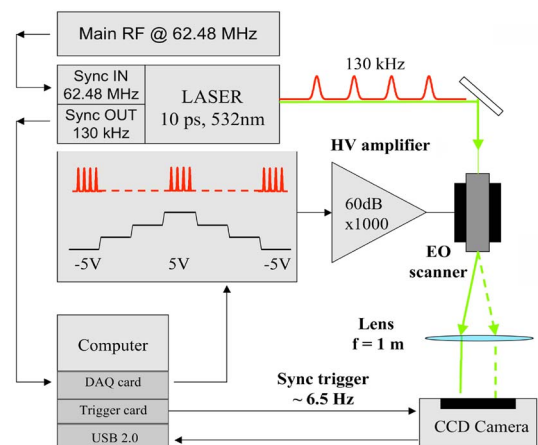 Main RF @ 62.48 MHz
Sync IN
62.48 MHz
Sync OUT
130 kHz
LASER
10 ps, 532nm
130 kHz
HV amplifier
60dB
x1000
-5V
5V
-5V
EO
scanner
Lens
f = 1 m
Computer
DAQ card
Trigger card
USB 2.0
Sync trigger
~ 6.5 Hz
CCD Camera